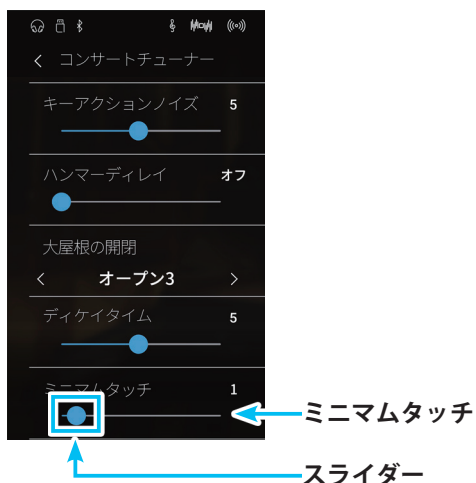 コンサートチューナー
キーアクションノイズ 5
ハンマーディレイ オフ
大屋根の開閉
オープン3
ディケイタイム 5
ミニマムタッチ 1
ミニマムタッチ
スライダー